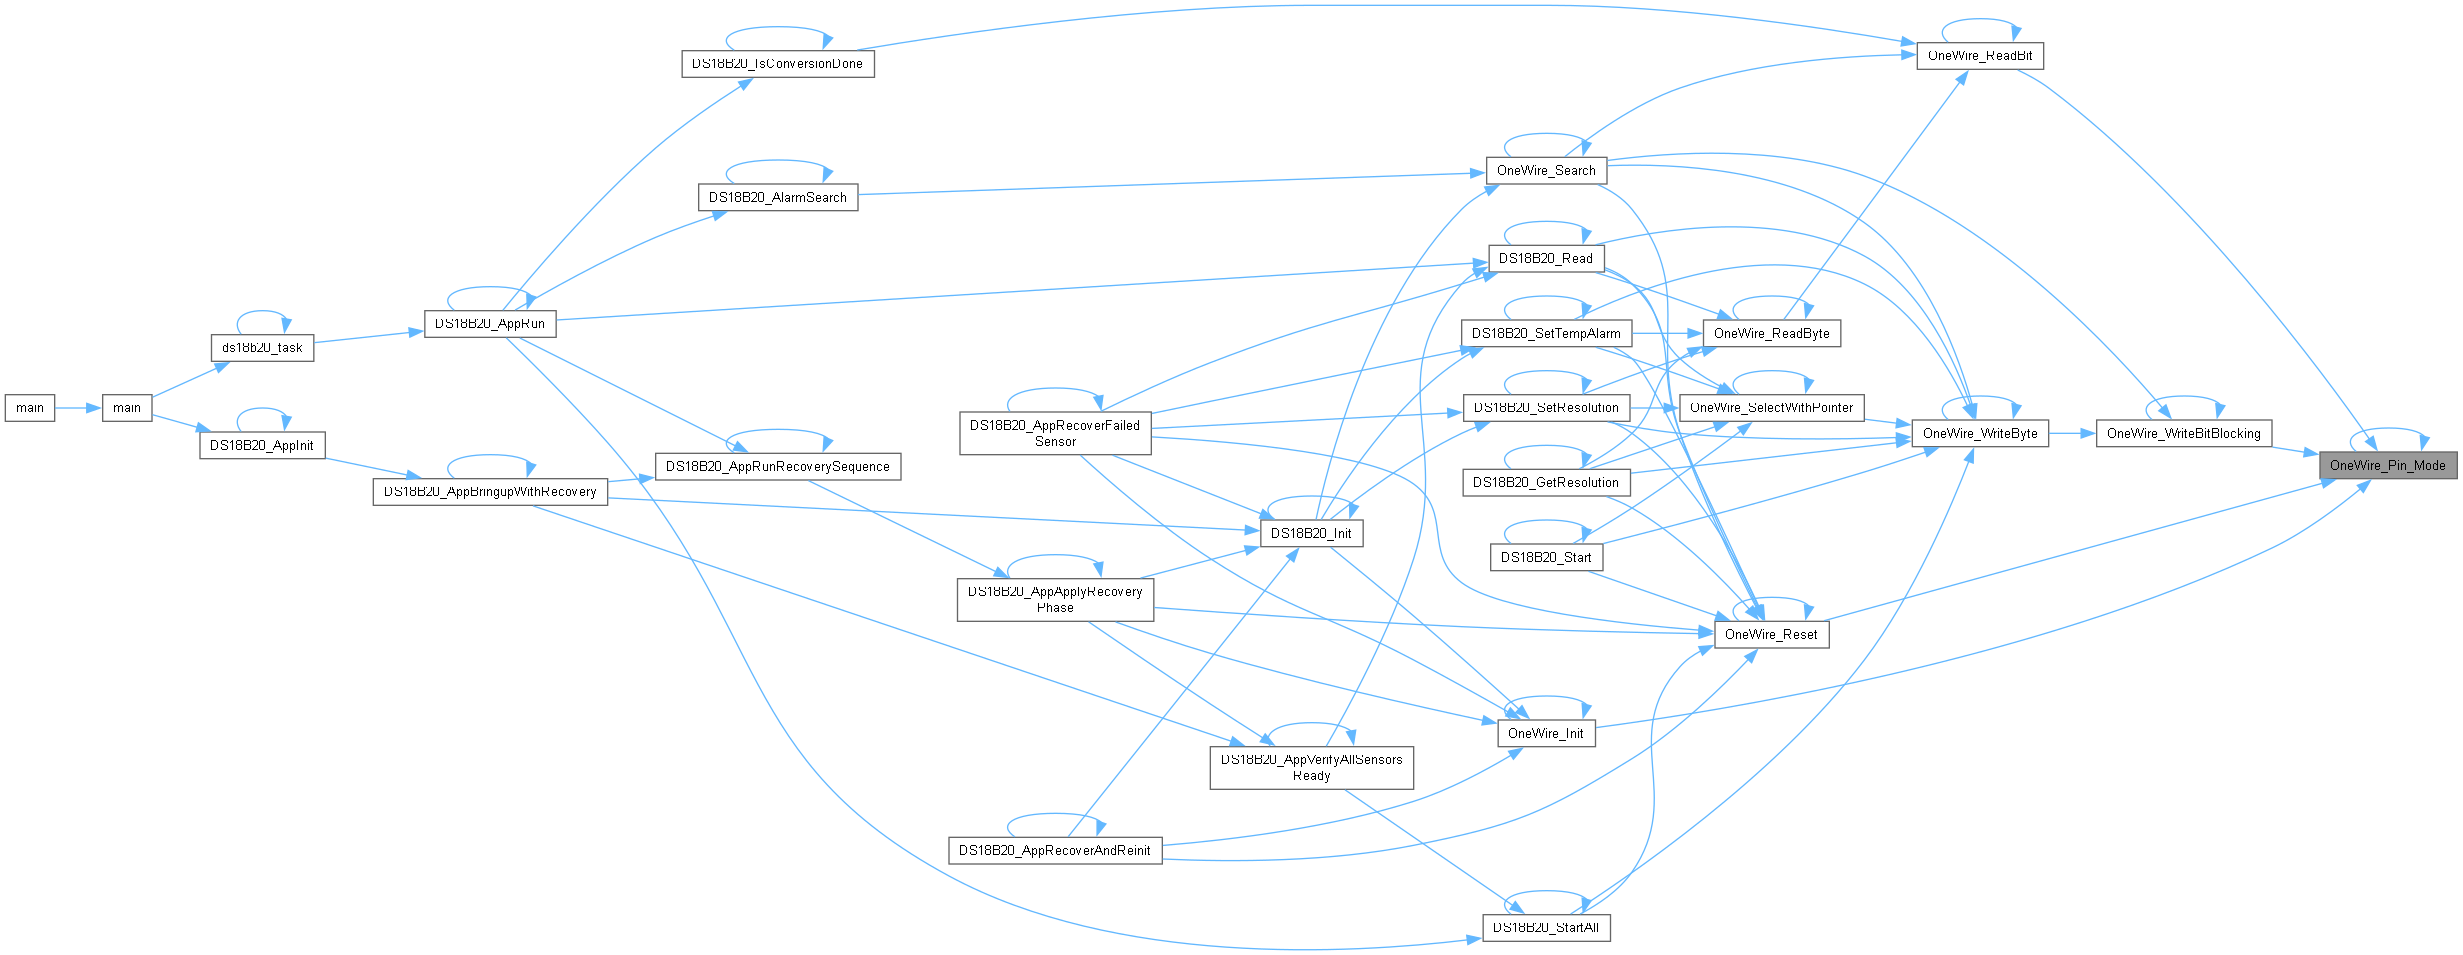 main
main
ds18b20_task
DS18B20_AppInit
DS18B20_AppRun
DS18B20_AppBringupWithRecovery
DS18B20_IsConversionDone
DS18B20_AlarmSearch
DS18B20_AppRunRecoverySequence
DS18B20_AppRecoverFailed
Sensor
DS18B20_AppApplyRecovery
Phase
DS18B20_AppRecoverAndReinit
DS18B20_Init
DS18B20_AppVerifyAllSensors
Ready
OneWire_Search
DS18B20_Read
DS18B20_SetTempAlarm
DS18B20_SetResolution
DS18B20_GetResolution
DS18B20_Start
OneWire_Init
DS18B20_StartAll
OneWire_ReadByte
OneWire_SelectWithPointer
OneWire_Reset
OneWire_ReadBit
OneWire_WriteByte
OneWire_WriteBitBlocking
OneWire_Pin_Mode